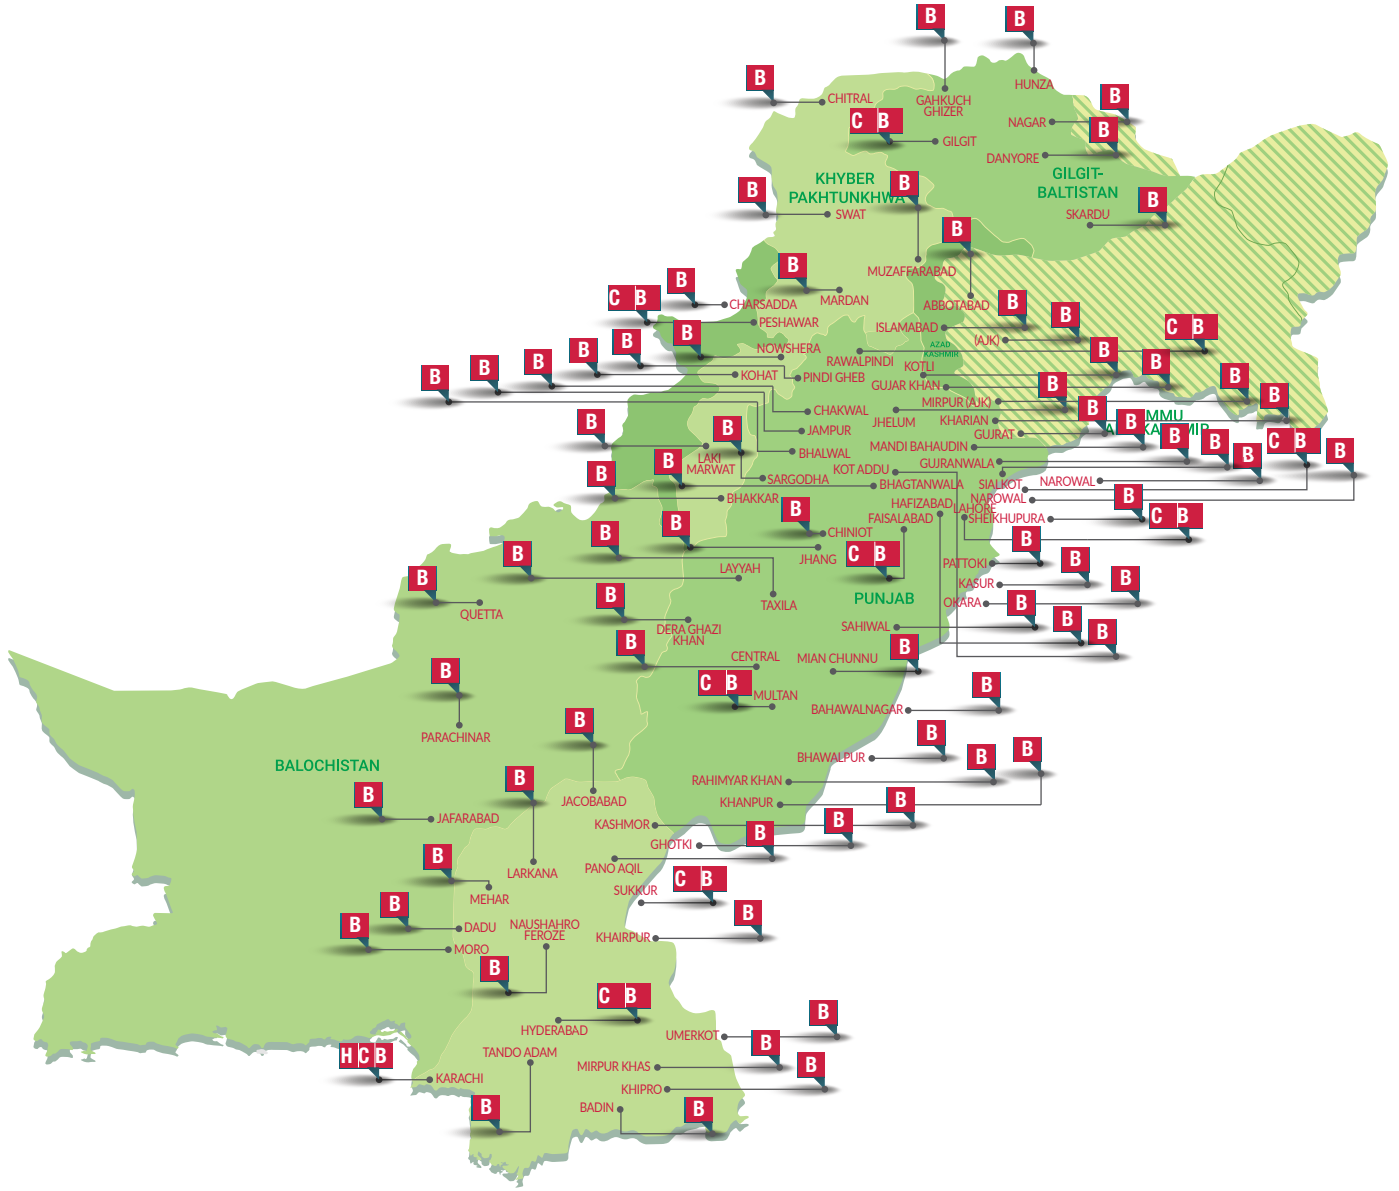 B
B
HUNZA
B
CHITRAL
GAHKUCH
GHIZER
B
NAGAR
C B
GILGIT
B
DANYORE
KHYBER
PAKHTUNKHWA
B
GILGIT-
BALTISTAN
B
SWAT
B
SKARDU
B
MUZAFFARABAD
B
ABBOTABAD
B
MARDAN
B
CHARSADDA
C B
PESHAWAR
B
ISLAMABAD
B
(AJK)
C B
RAWALPINDI
AZAD
KASHMIR
B
NOWSHERA
B
B
B
B
B
KOHAT
PINDI GHEB
KOTLI
B
GUJAR KHAN
B
MIRPUR (AJK)
B
CHAKWAL
JHELUM
B
KHARIAN
B
JAMMU
KASHMIR
JAMPUR
GUJRAT
B
B
LAKI
MARWAT
B
BHALWAL
MANDI BAHAUDIN
B
GUJRANWALA
B
B
SARGODHA
KOT ADDU
SIALKOT
B
NAROWAL
B
C B
B
BHAGTANWALA
B
BHAKKAR
NAROWAL
B
HAFIZABAD
LAHORE
FAISALABAD
SHEIKHUPURA
B
C B
B
CHINIOT
B
JHANG
B
TAXILA
B
LAYYAH
C B
PATTOKI
B
KASUR
B
B
QUETTA
PUNJAB
OKARA
B
B
DERA GHAZI
KHAN
SAHIWAL
B
B
B
B
CENTRAL
MIAN CHUNNU
B
B
PARACHINAR
C B
MULTAN
BAHAWALNAGAR
B
B
JACOBABAD
BHAWALPUR
B
BALOCHISTAN
RAHIMYAR KHAN
B
B
KHANPUR
B
JAFARABAD
B
LARKANA
KASHMOR
B
GHOTKI
B
PANO AQIL
B
B
MEHAR
SUKKUR
C B
B
DADU
NAUSHAHRO
FEROZE
KHAIRPUR
B
B
MORO
B
C B
HYDERABAD
UMERKOT
B
TANDO ADAM
H C B
KARACHI
MIRPUR KHAS
B
KHIPRO
B
B
BADIN
B